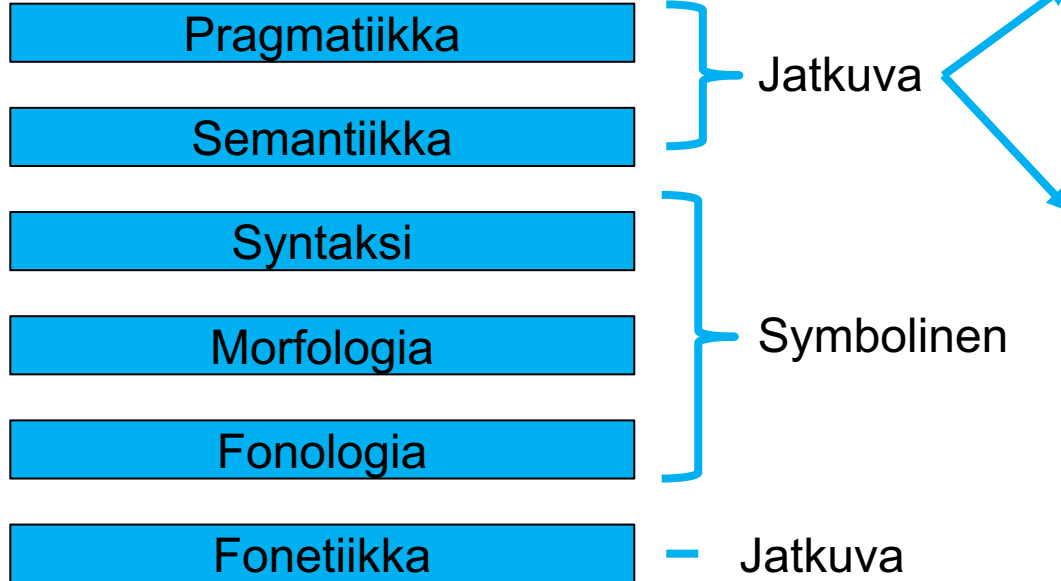 Pragmatiikka
Jatkuva
Semantiikka
Syntaksi
Morfologia
Symbolinen
Fonologia
Fonetiikka
Jatkuva